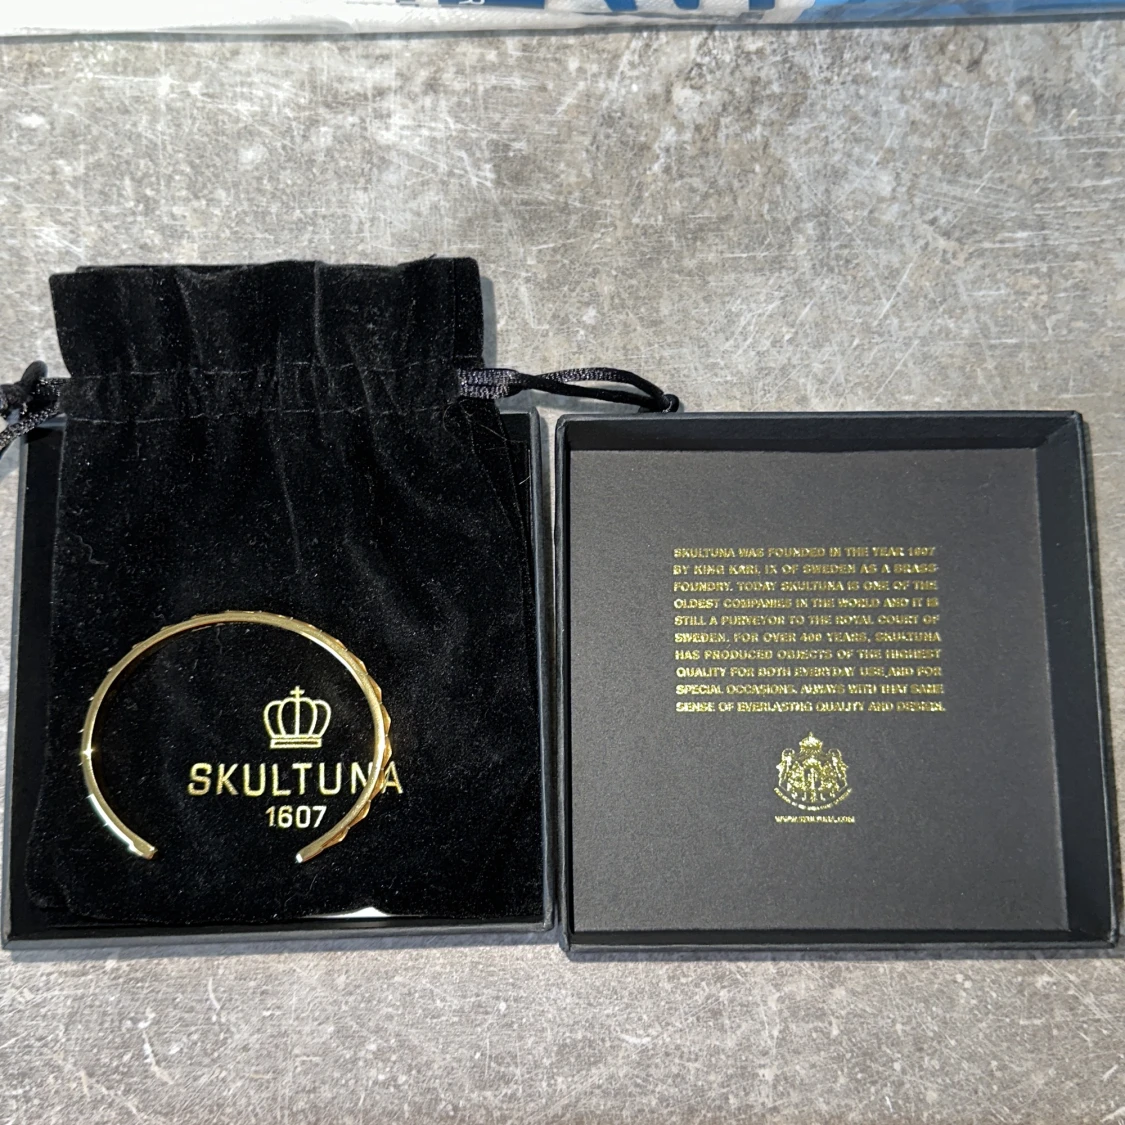 SKULTUNA
1607
SKULTUNA WAS FOUNDED IN THE YEAR 1607
BY KING KARL IX OF SWEDEN AS A BRASS-
FOUNDRY. TODAY SKULTUNA IS ONE OF THE
OLDEST COMPANIES IN THE WORLD AND IT IS
STILL A PURVEYOR TO THE ROYAL COURT OF
SWEDEN. FOR OVER 400 YEARS, SKULTUNA
HAS PRODUCED OBJECTS OF THE HIGHEST
QUALITY FOR BOTH EVERYDAY USE AND FOR
SPECIAL OCCASIONS. ALWAYS WITH THAT SAME
SENSE OF EVERLASTING QUALITY AND DESIGN.
WWW.SKULTUNA.COM